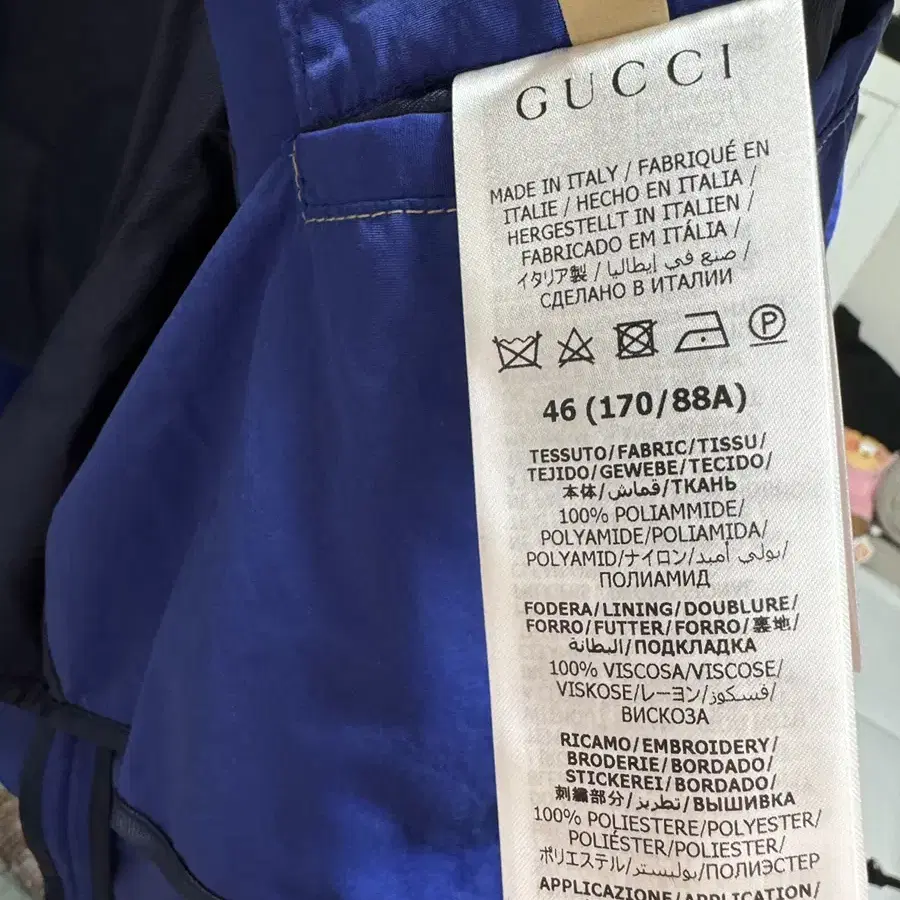 GUCCI
MADE IN ITALY / FABRIQUÉ EN
ITALIE / HECHO EN ITALIA /
HERGESTELLT IN ITALIEN /
FABRICADO EM ITÁLIA /
イタリア製 / صنع في إيطاليا /
СДЕЛАНО В ИТАЛИИ
P
46 (170/88A)
TESSUTO/FABRIC/TISSU/
TEJIDO/GEWEBE/TECIDO/
本体/قماش/ТКАНЬ
100% POLIAMMIDE/
POLYAMIDE/POLIAMIDA/
POLYAMID/ナイロン/بولي أميد/
ПОЛИАМИД
FODERA/LINING/DOUBLURE/
FORRO/FUTTER/FORRO/裏地/
البطانة/ПОДКЛАДКА
100% VISCOSA/VISCOSE/
VISKOSE/レーヨン/فسكوز/
ВИСКОЗА
RICAMO/EMBROIDERY/
BRODERIE/BORDADO/
STICKEREI/BORDADO/
刺繍部分/تطريز/ВЫШИВКА
100% POLIESTERE/POLYESTER/
POLIÉSTER/POLIESTER/
ポリエステル/بوليستر/ПОЛИЭСТЕР
APPLICAZIONE/APPLICATION/